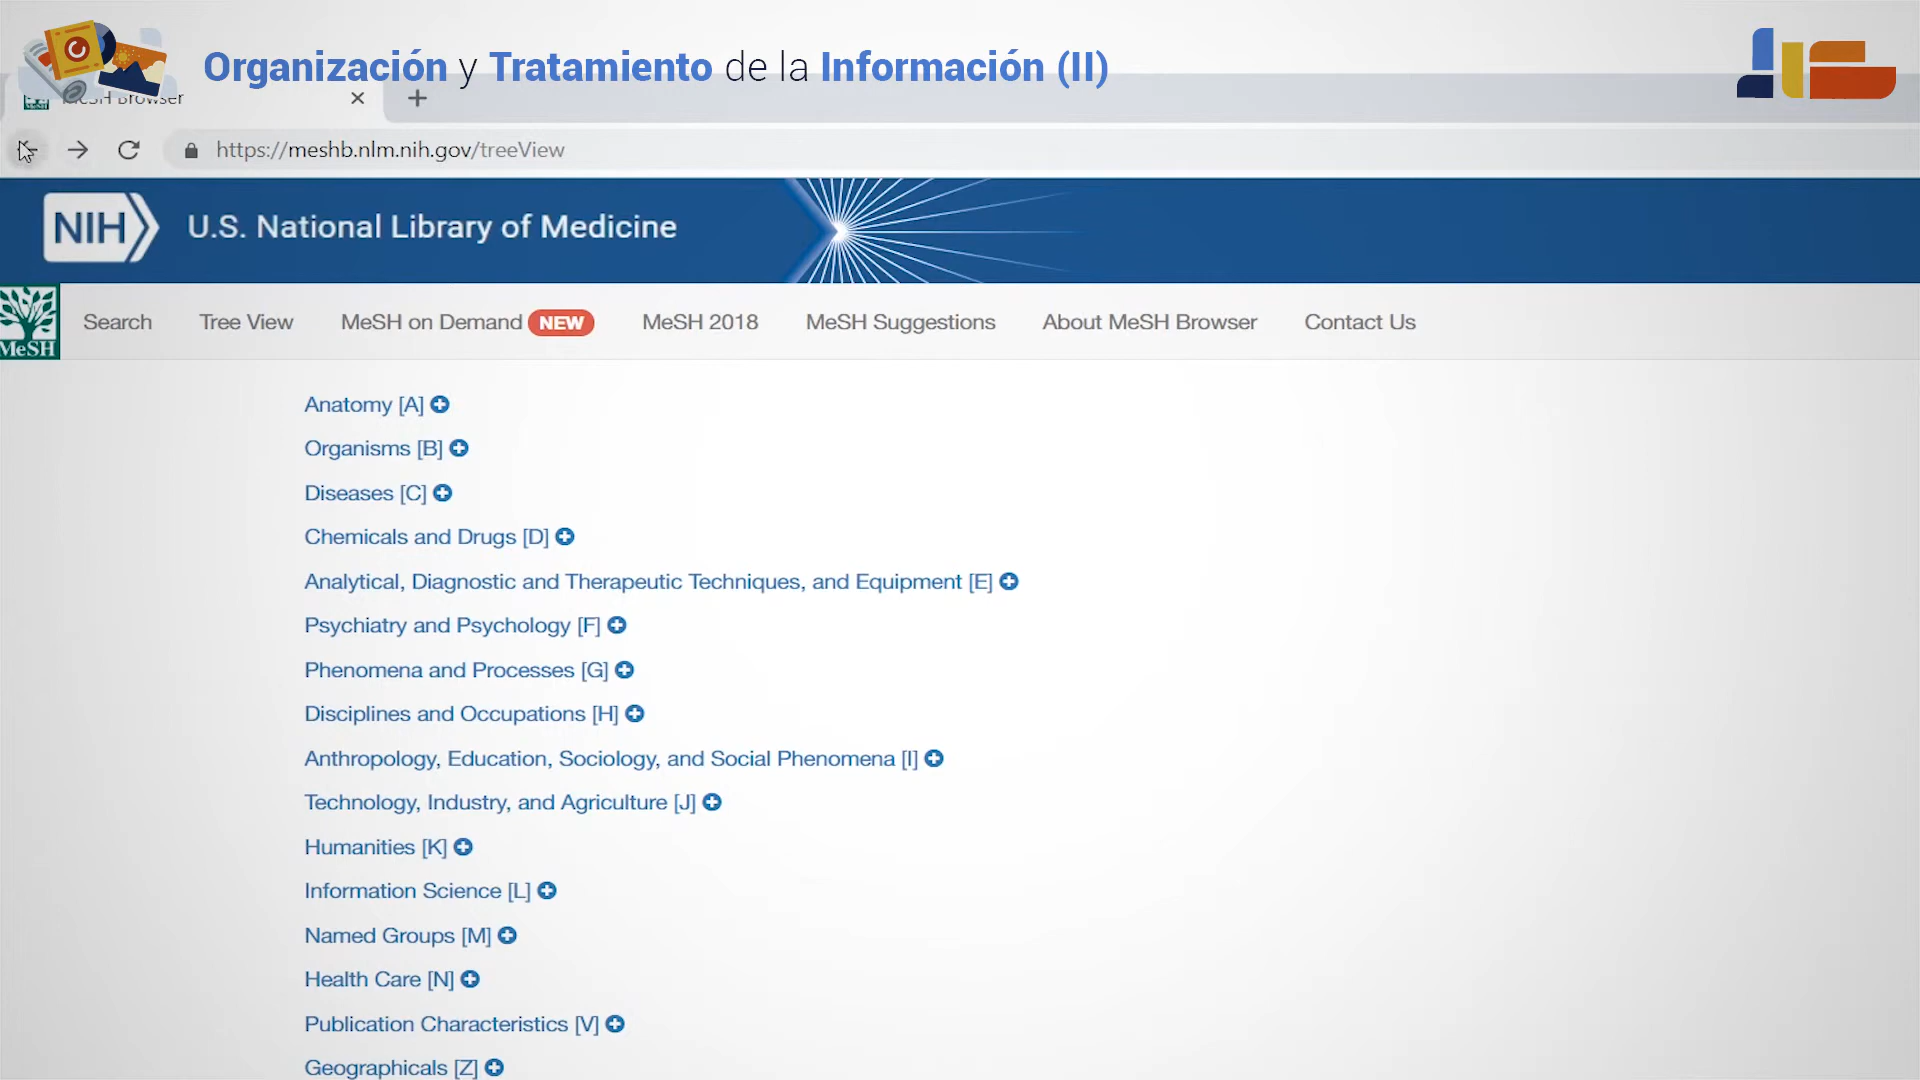 Organización y Tratamiento de la Información (II)
MeSH Browser
https://meshb.nlm.nih.gov/treeView
NIH U.S. National Library of Medicine
MeSH Search Tree View MeSH on Demand NEW MeSH 2018 MeSH Suggestions About MeSH Browser Contact Us
Anatomy [A]
Organisms [B]
Diseases [C]
Chemicals and Drugs [D]
Analytical, Diagnostic and Therapeutic Techniques, and Equipment [E]
Psychiatry and Psychology [F]
Phenomena and Processes [G]
Disciplines and Occupations [H]
Anthropology, Education, Sociology, and Social Phenomena [I]
Technology, Industry, and Agriculture [J]
Humanities [K]
Information Science [L]
Named Groups [M]
Health Care [N]
Publication Characteristics [V]
Geographicals [Z]